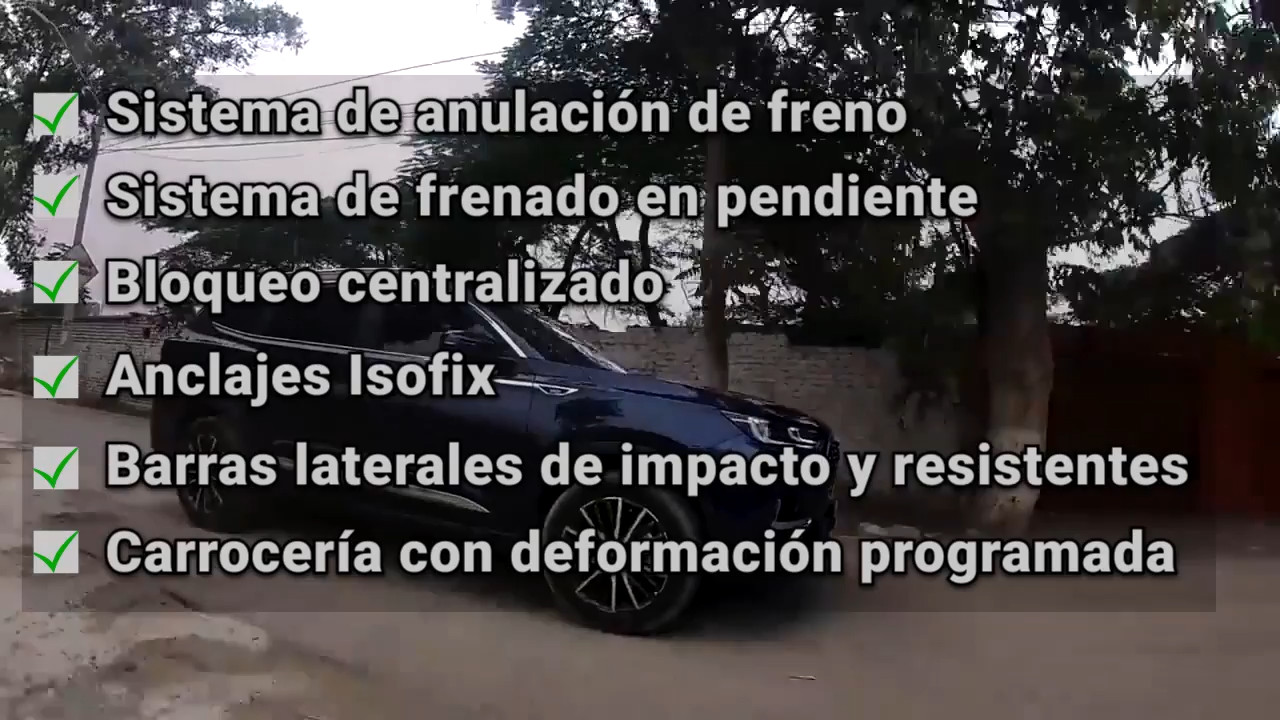 Sistema de anulación de freno
Sistema de frenado en pendiente
Bloqueo centralizado
Anclajes Isofix
Barras laterales de impacto y resistentes
Carrocería con deformación programada